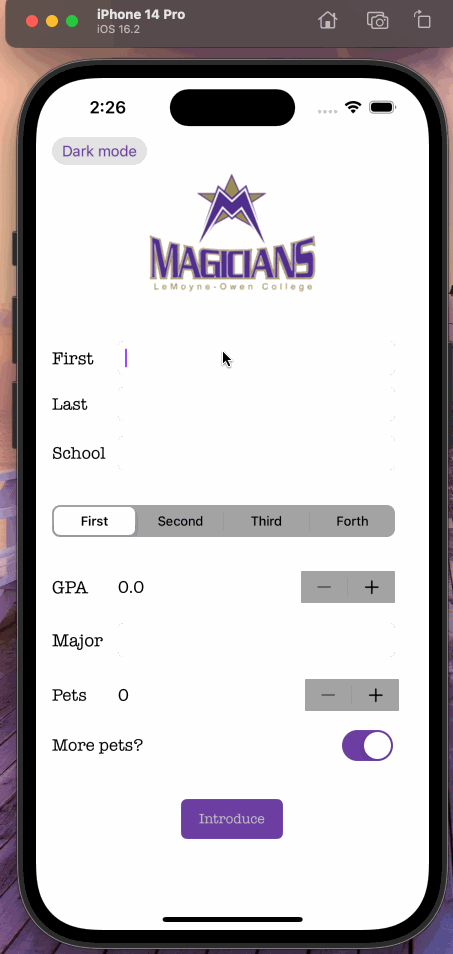 iPhone 14 Pro
iOS 16.2
2:26
Dark mode
M
MAGICIANS
LeMoyne-Owen College
First
Last
School
First Second Third Forth
GPA 0.0 − +
Major
Pets 0 − +
More pets?
Introduce